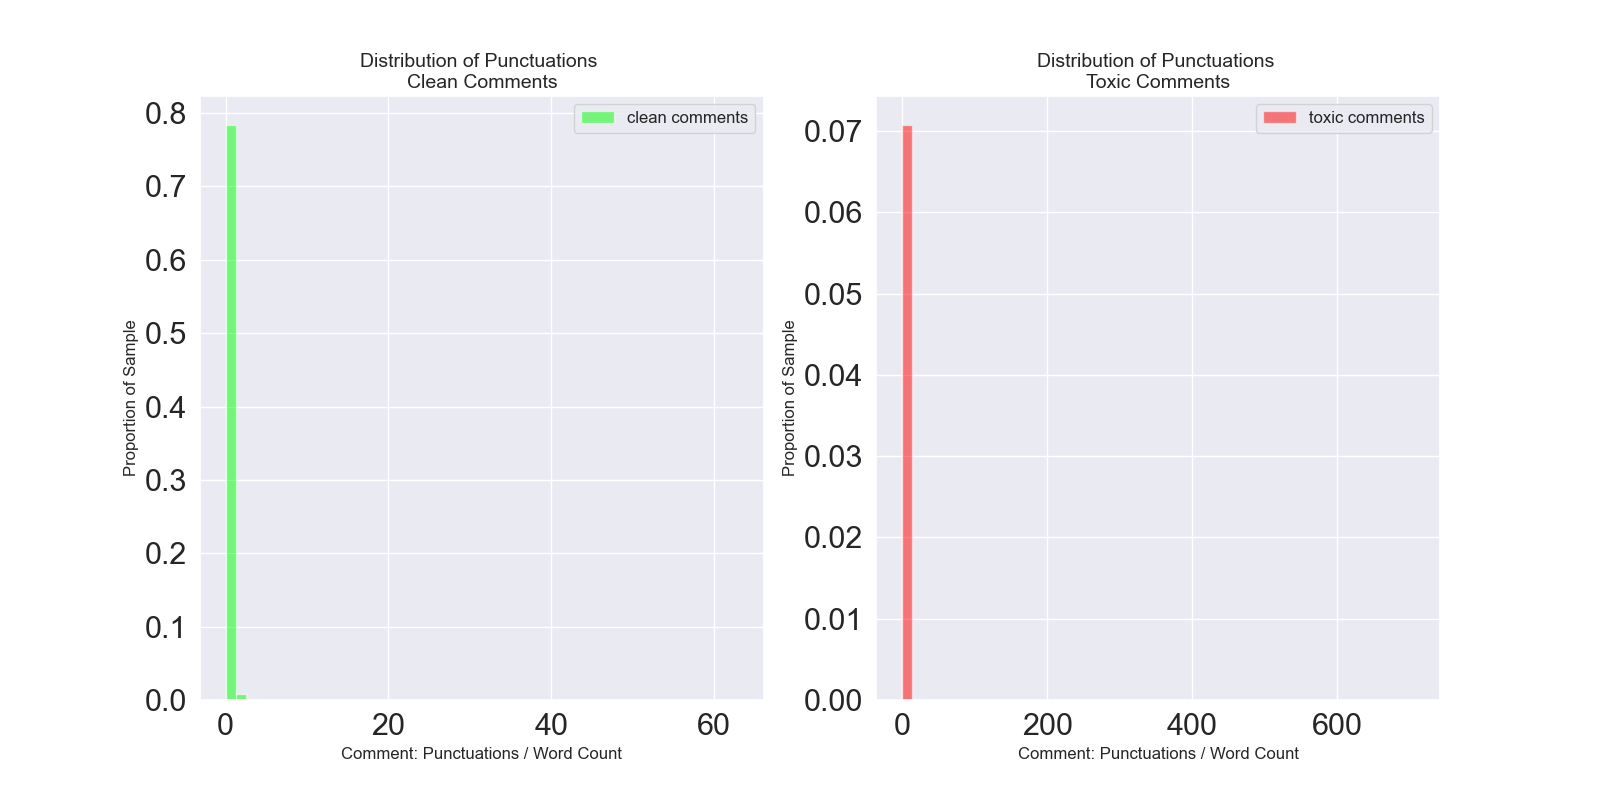 Distribution of Punctuations
Clean Comments
clean comments
0.8
0.7
0.6
0.5
0.4
0.3
0.2
0.1
0.0
Proportion of Sample
0 20 40 60
Comment: Punctuations / Word Count
Distribution of Punctuations
Toxic Comments
toxic comments
0.07
0.06
0.05
0.04
0.03
0.02
0.01
0.00
Proportion of Sample
0 200 400 600
Comment: Punctuations / Word Count